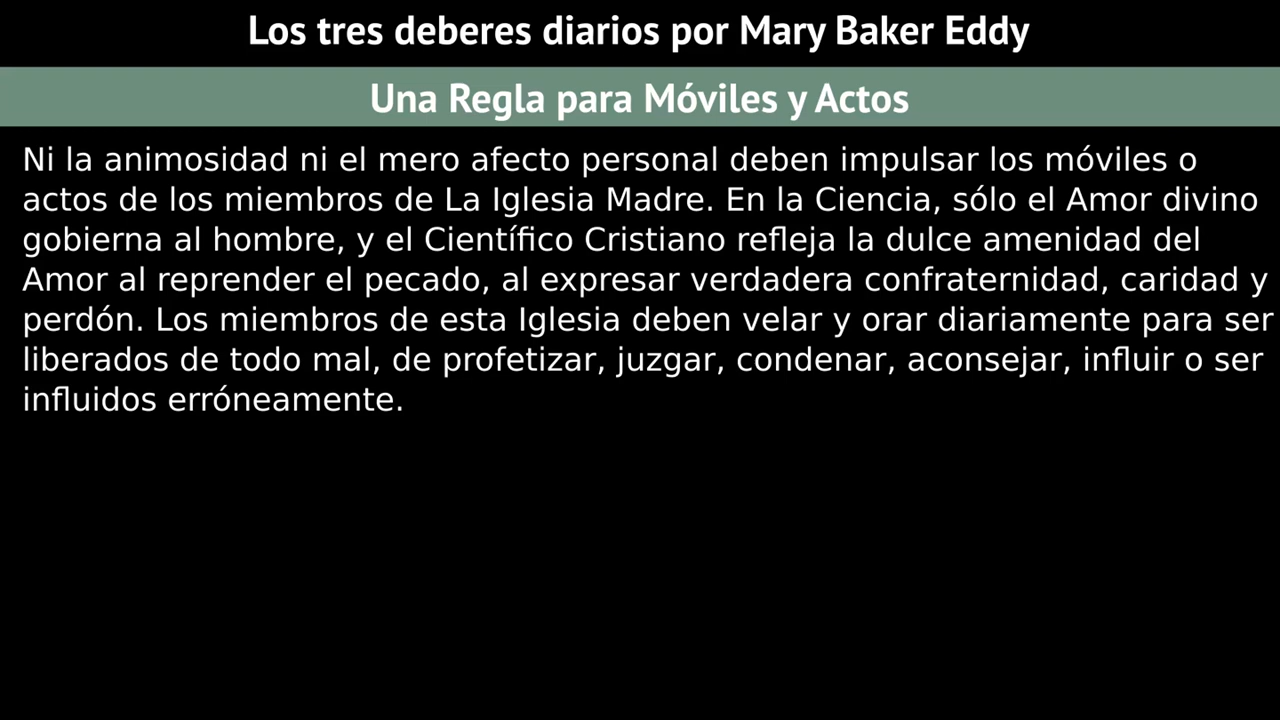 Los tres deberes diarios por Mary Baker Eddy
Una Regla para Móviles y Actos
Ni la animosidad ni el mero afecto personal deben impulsar los móviles o
actos de los miembros de La Iglesia Madre. En la Ciencia, sólo el Amor divino
gobierna al hombre, y el Científico Cristiano refleja la dulce amenidad del
Amor al reprender el pecado, al expresar verdadera confraternidad, caridad y
perdón. Los miembros de esta Iglesia deben velar y orar diariamente para ser
liberados de todo mal, de profetizar, juzgar, condenar, aconsejar, influir o ser
influidos erróneamente.